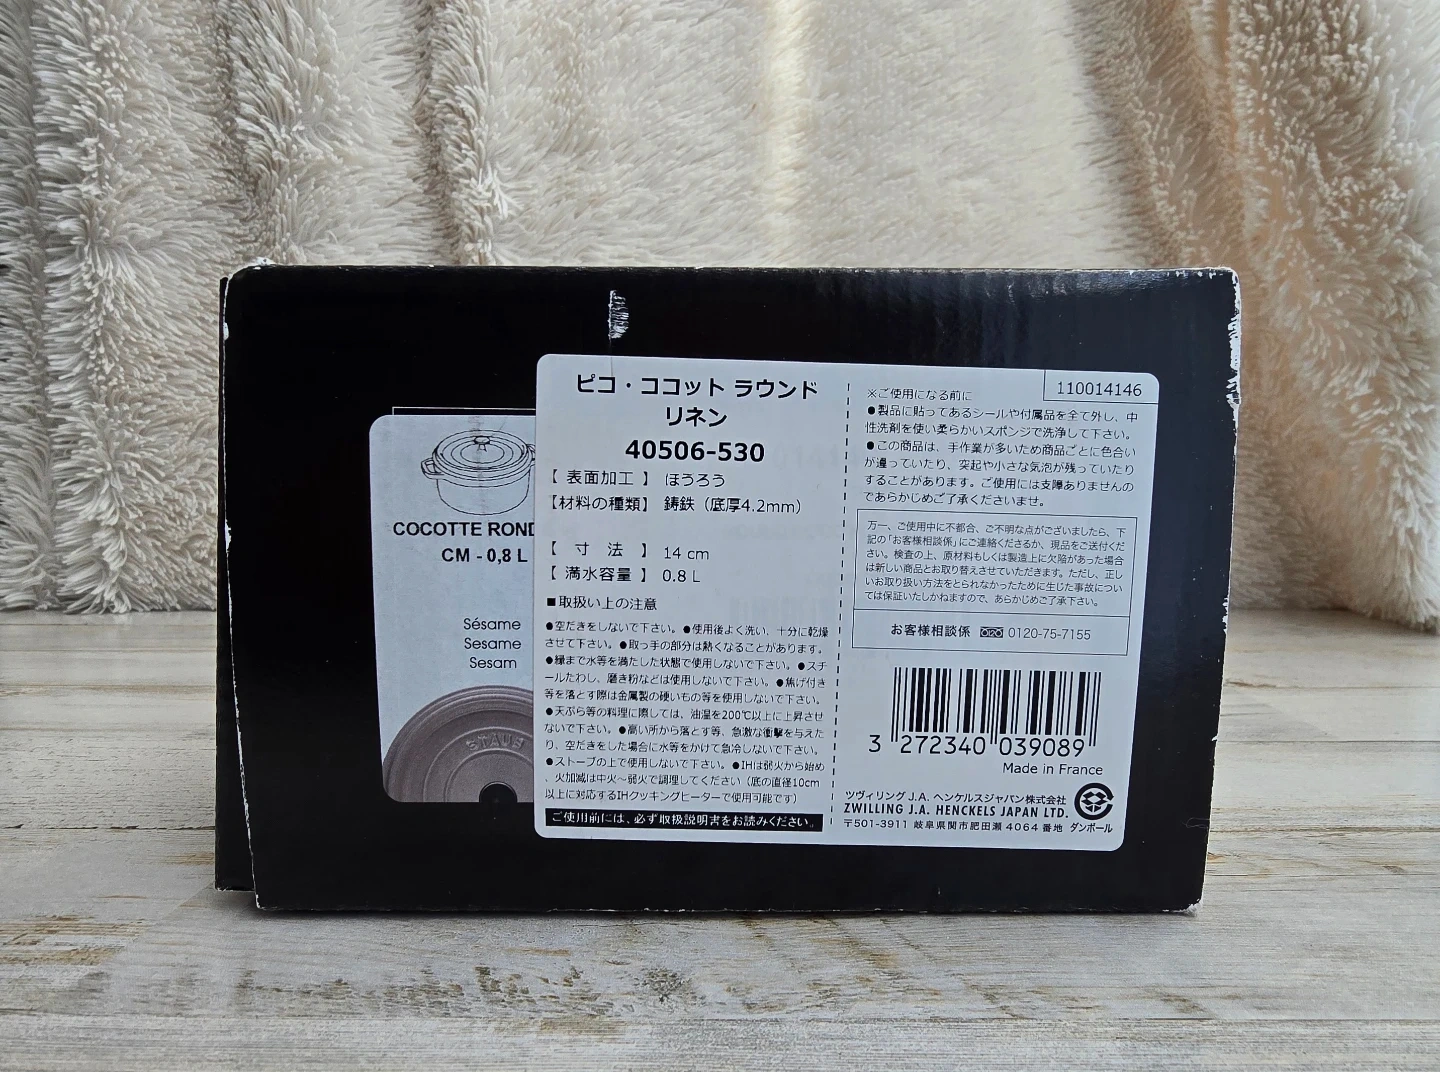 COCOTTE ROND
CM - 0,8 L
Sésame
Sesame
Sesam
STAUB
ピコ・ココット ラウンド
リネン
40506-530
【 表面加工 】 ほうろう
【材料の種類】 鋳鉄（底厚4.2mm）
【 寸 法 】 14 cm
【 満水容量 】 0.8 L
■取扱い上の注意
●空だきをしないで下さい。●使用後よく洗い、十分に乾燥
させて下さい。●取っ手の部分は熱くなることがあります。
●縁まで水等を満たした状態で使用しないで下さい。●スチ
ールたわし、磨き粉などは使用しないで下さい。●焦げ付き
等を落とす際は金属製の硬いもの等を使用しないで下さい。
●天ぷら等の料理に際しては、油温を200℃以上に上昇させ
ないで下さい。●高い所から落とす等、急激な衝撃を与えた
り、空だきをした場合に水等をかけて急冷しないで下さい。
●ストーブの上で使用しないで下さい。●IHは弱火から始め
、火加減は中火～弱火で調理してください（底の直径10cm
以上に対応するIHクッキングヒーターで使用可能です）
ご使用前には、必ず取扱説明書をお読みください。
110014146
※ご使用になる前に
●製品に貼ってあるシールや付属品を全て外し、中
性洗剤を使い柔らかいスポンジで洗浄して下さい。
●この商品は、手作業が多いため商品ごとに色合い
が違っていたり、突起や小さな気泡が残っていたり
することがあります。ご使用には支障ありませんの
であらかじめご了承くださいませ。
万一、ご使用中に不都合、ご不明な点がございましたら、下
記の「お客様相談係」にご連絡くださるか、現品をご送付くだ
さい。検査の上、原材料もしくは製造上に欠陥があった場合
は新しい商品とお取り替えさせていただきます。ただし、正し
いお取り扱い方法をとられなかったために生じた事故につい
ては保証いたしかねますので、あらかじめご了承下さい。
お客様相談係 0120-75-7155
3 272340 039089
Made in France
ツヴィリング J.A. ヘンケルスジャパン株式会社
ZWILLING J.A. HENCKELS JAPAN LTD.
〒501-3911 岐阜県関市肥田瀬 4064 番地 ダンボール